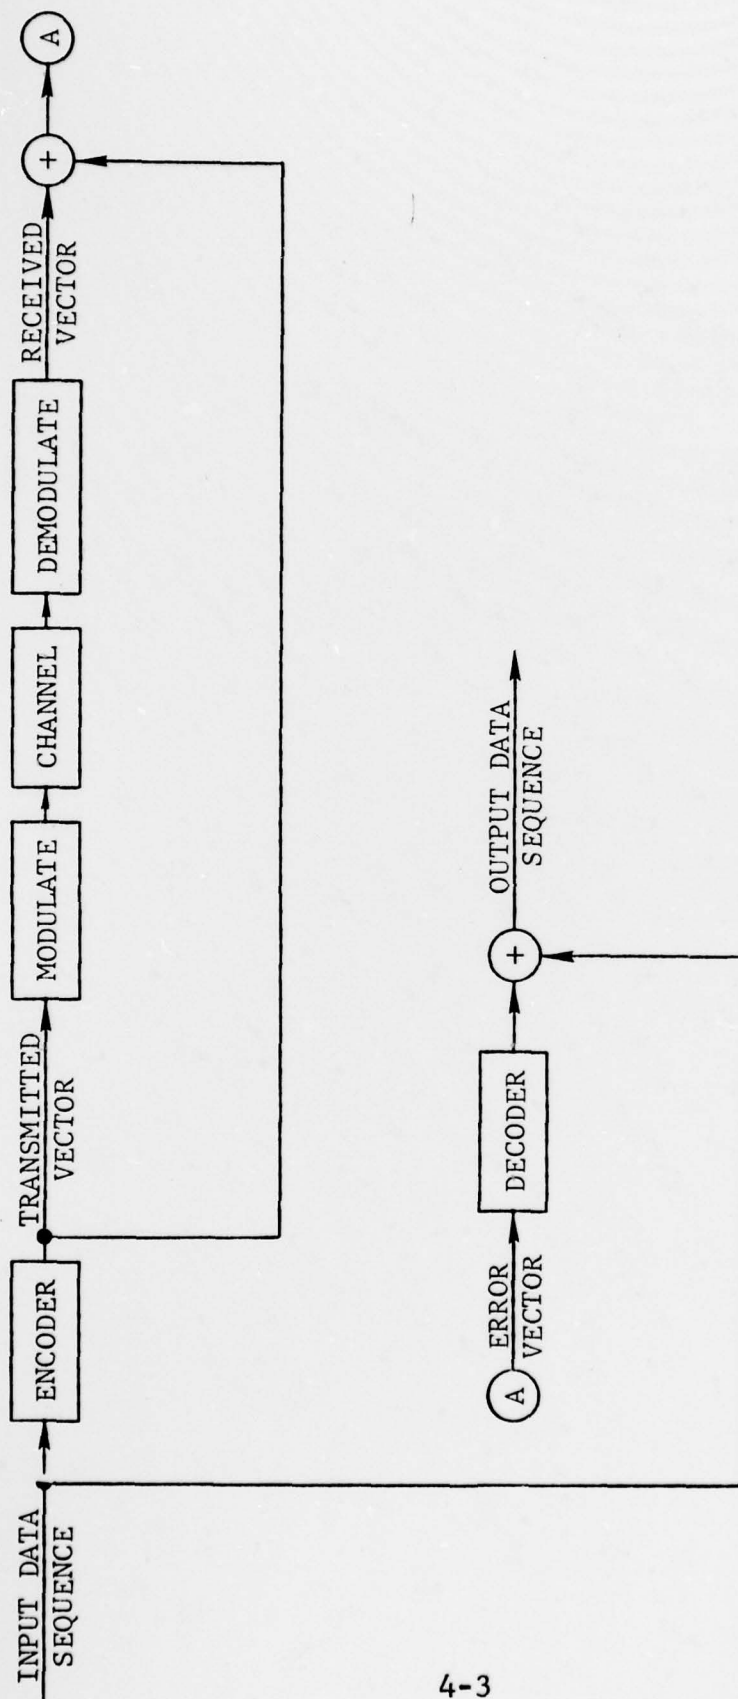 INPUT DATA
SEQUENCE
ENCODER
TRANSMITTED
VECTOR
MODULATE
CHANNEL
DEMODULATE
RECEIVED
VECTOR
+
A
A
ERROR
VECTOR
DECODER
+
OUTPUT DATA
SEQUENCE
4-3